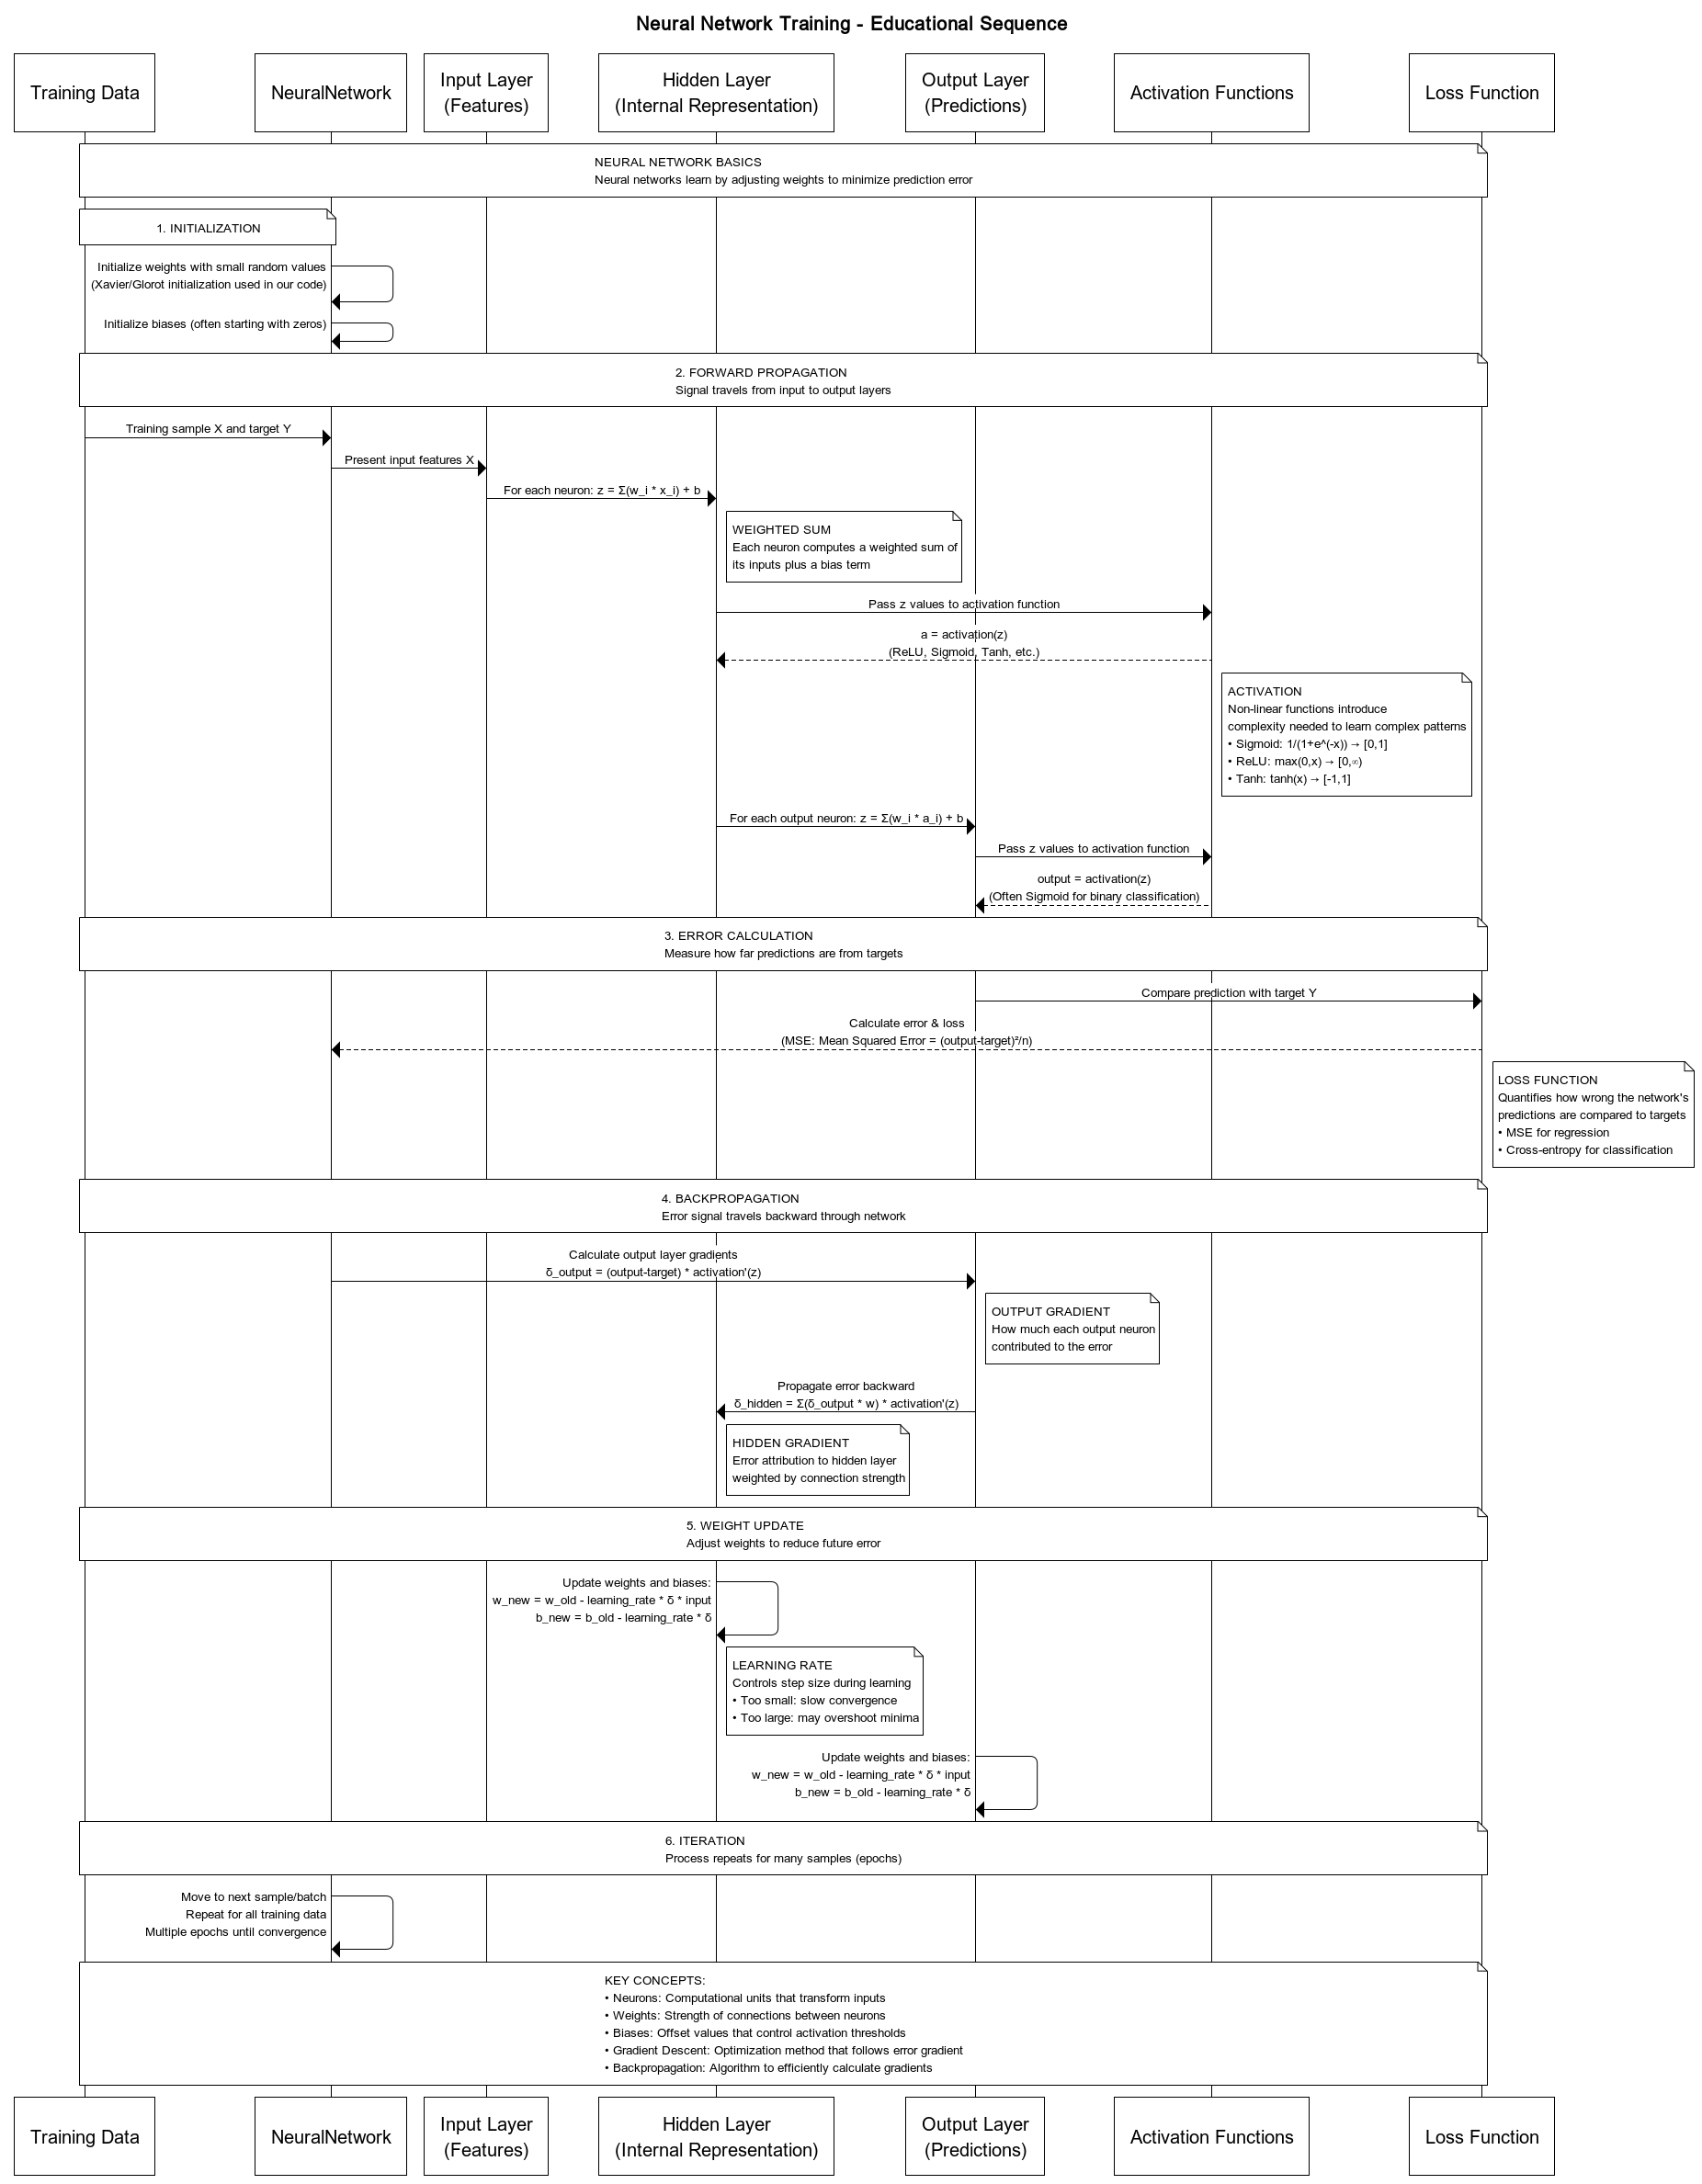 Neural Network Training - Educational Sequence
Training Data
NeuralNetwork
Input Layer
(Features)
Hidden Layer
(Internal Representation)
Output Layer
(Predictions)
Activation Functions
Loss Function
NEURAL NETWORK BASICS
Neural networks learn by adjusting weights to minimize prediction error
1. INITIALIZATION
Initialize weights with small random values
(Xavier/Glorot initialization used in our code)
Initialize biases (often starting with zeros)
2. FORWARD PROPAGATION
Signal travels from input to output layers
Training sample X and target Y
Present input features X
For each neuron: z = Σ(w_i * x_i) + b
WEIGHTED SUM
Each neuron computes a weighted sum of
its inputs plus a bias term
Pass z values to activation function
a = activation(z)
(ReLU, Sigmoid, Tanh, etc.)
ACTIVATION
Non-linear functions introduce
complexity needed to learn complex patterns
• Sigmoid: 1/(1+e^(-x)) → [0,1]
• ReLU: max(0,x) → [0,∞)
• Tanh: tanh(x) → [-1,1]
For each output neuron: z = Σ(w_i * a_i) + b
Pass z values to activation function
output = activation(z)
(Often Sigmoid for binary classification)
3. ERROR CALCULATION
Measure how far predictions are from targets
Compare prediction with target Y
Calculate error & loss
(MSE: Mean Squared Error = (output-target)²/n)
LOSS FUNCTION
Quantifies how wrong the network's
predictions are compared to targets
• MSE for regression
• Cross-entropy for classification
4. BACKPROPAGATION
Error signal travels backward through network
Calculate output layer gradients
δ_output = (output-target) * activation'(z)
OUTPUT GRADIENT
How much each output neuron
contributed to the error
Propagate error backward
δ_hidden = Σ(δ_output * w) * activation'(z)
HIDDEN GRADIENT
Error attribution to hidden layer
weighted by connection strength
5. WEIGHT UPDATE
Adjust weights to reduce future error
Update weights and biases:
w_new = w_old - learning_rate * δ * input
b_new = b_old - learning_rate * δ
LEARNING RATE
Controls step size during learning
• Too small: slow convergence
• Too large: may overshoot minima
Update weights and biases:
w_new = w_old - learning_rate * δ * input
b_new = b_old - learning_rate * δ
6. ITERATION
Process repeats for many samples (epochs)
Move to next sample/batch
Repeat for all training data
Multiple epochs until convergence
KEY CONCEPTS:
• Neurons: Computational units that transform inputs
• Weights: Strength of connections between neurons
• Biases: Offset values that control activation thresholds
• Gradient Descent: Optimization method that follows error gradient
• Backpropagation: Algorithm to efficiently calculate gradients
Training Data
NeuralNetwork
Input Layer
(Features)
Hidden Layer
(Internal Representation)
Output Layer
(Predictions)
Activation Functions
Loss Function